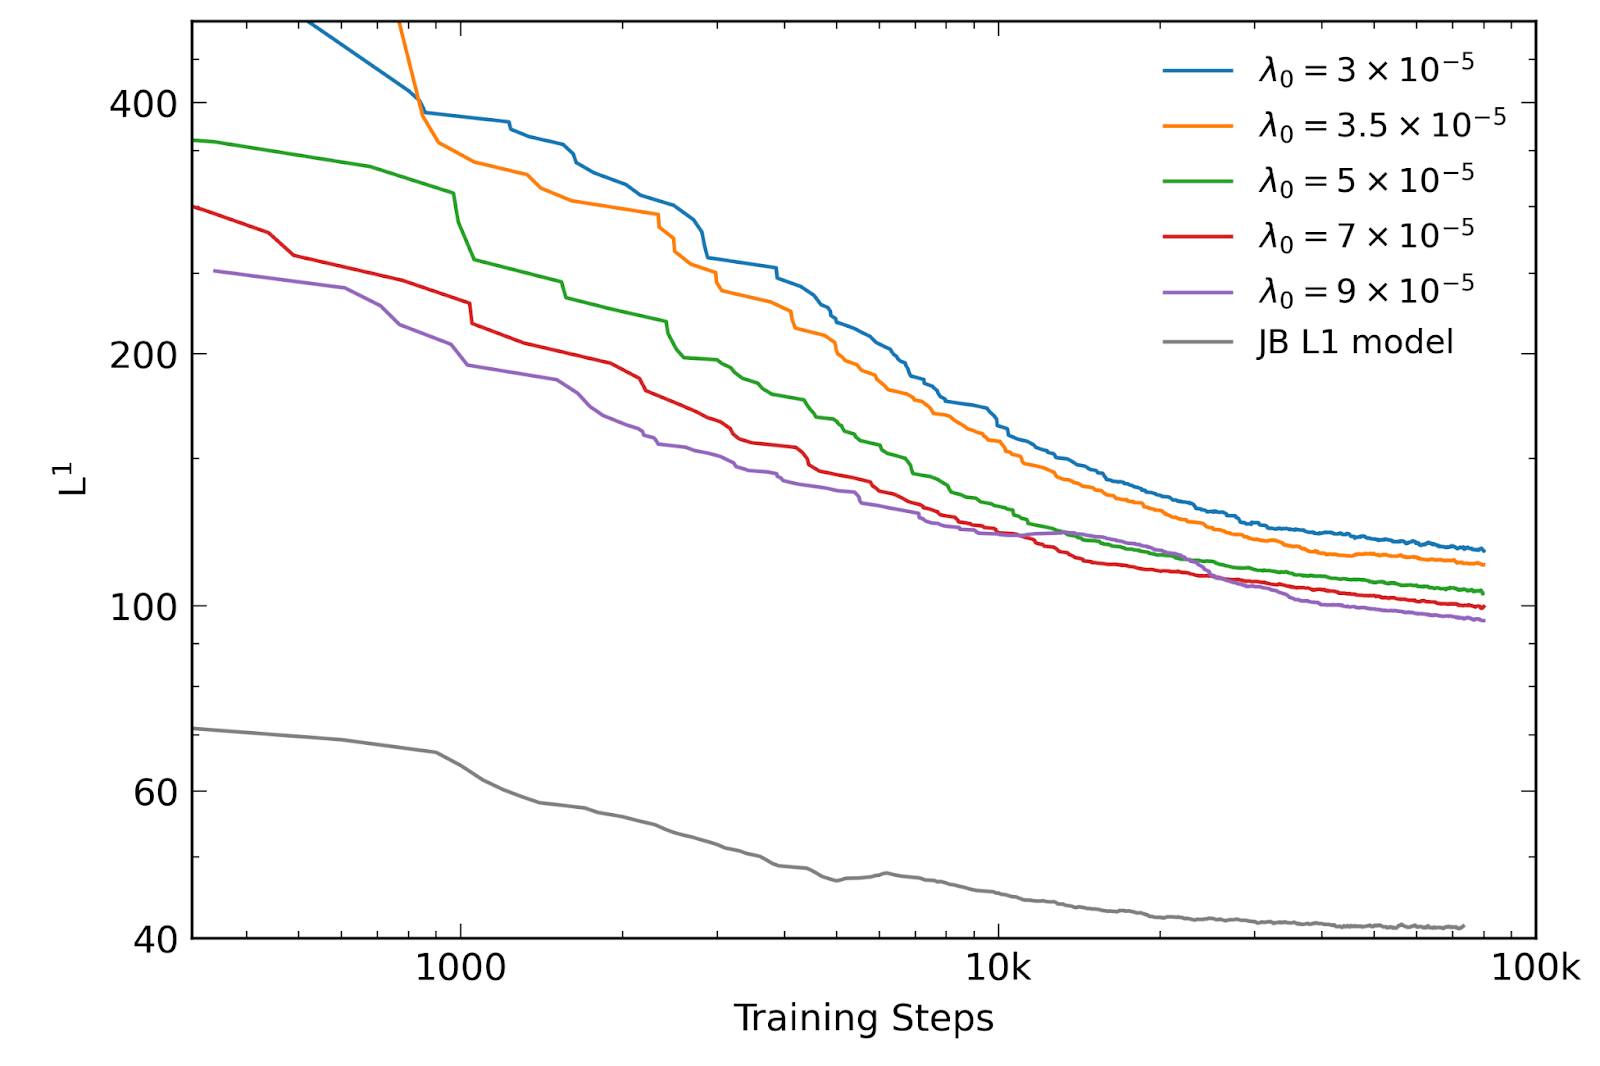 400
200
100
60
40
L¹
1000
10k
100k
Training Steps
λ₀ = 3 × 10⁻⁵
λ₀ = 3.5 × 10⁻⁵
λ₀ = 5 × 10⁻⁵
λ₀ = 7 × 10⁻⁵
λ₀ = 9 × 10⁻⁵
JB L1 model